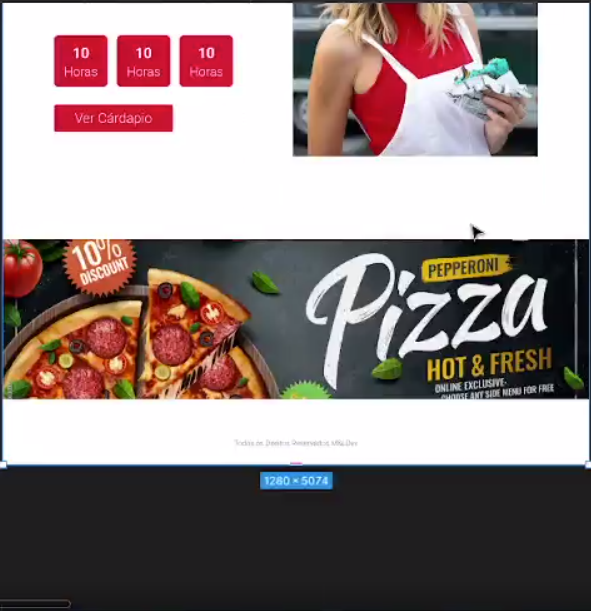 10
Horas
10
Horas
10
Horas
Ver Cárdapio
10%
DISCOUNT
PEPPERONI
Pizza
HOT & FRESH
ONLINE EXCLUSIVE-
CHOOSE ANY SIDE MENU FOR FREE
Todos os Direitos Reservados
1280 × 5074